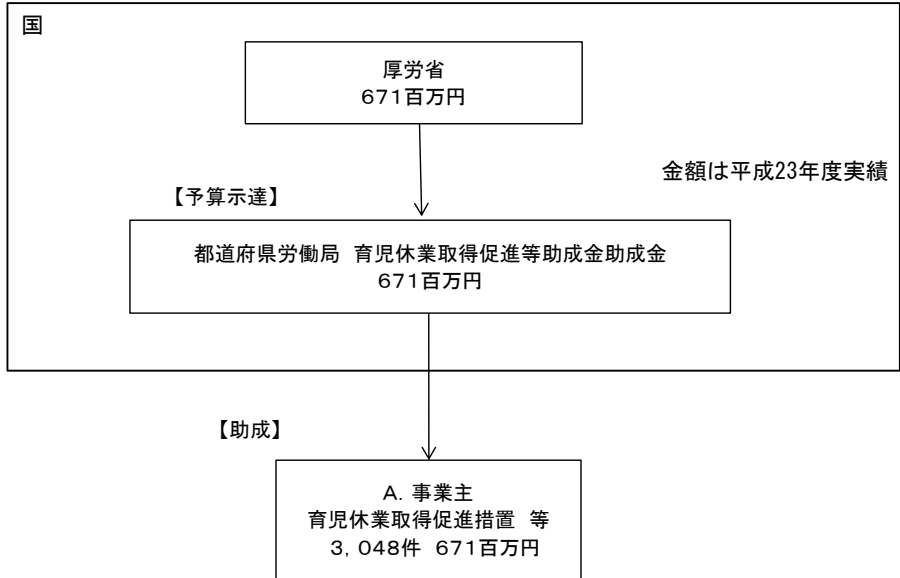 国
厚労省
671百万円
金額は平成23年度実績
【予算示達】
都道府県労働局 育児休業取得促進等助成金助成金
671百万円
【助成】
A. 事業主
育児休業取得促進措置 等
3, 048件 671百万円